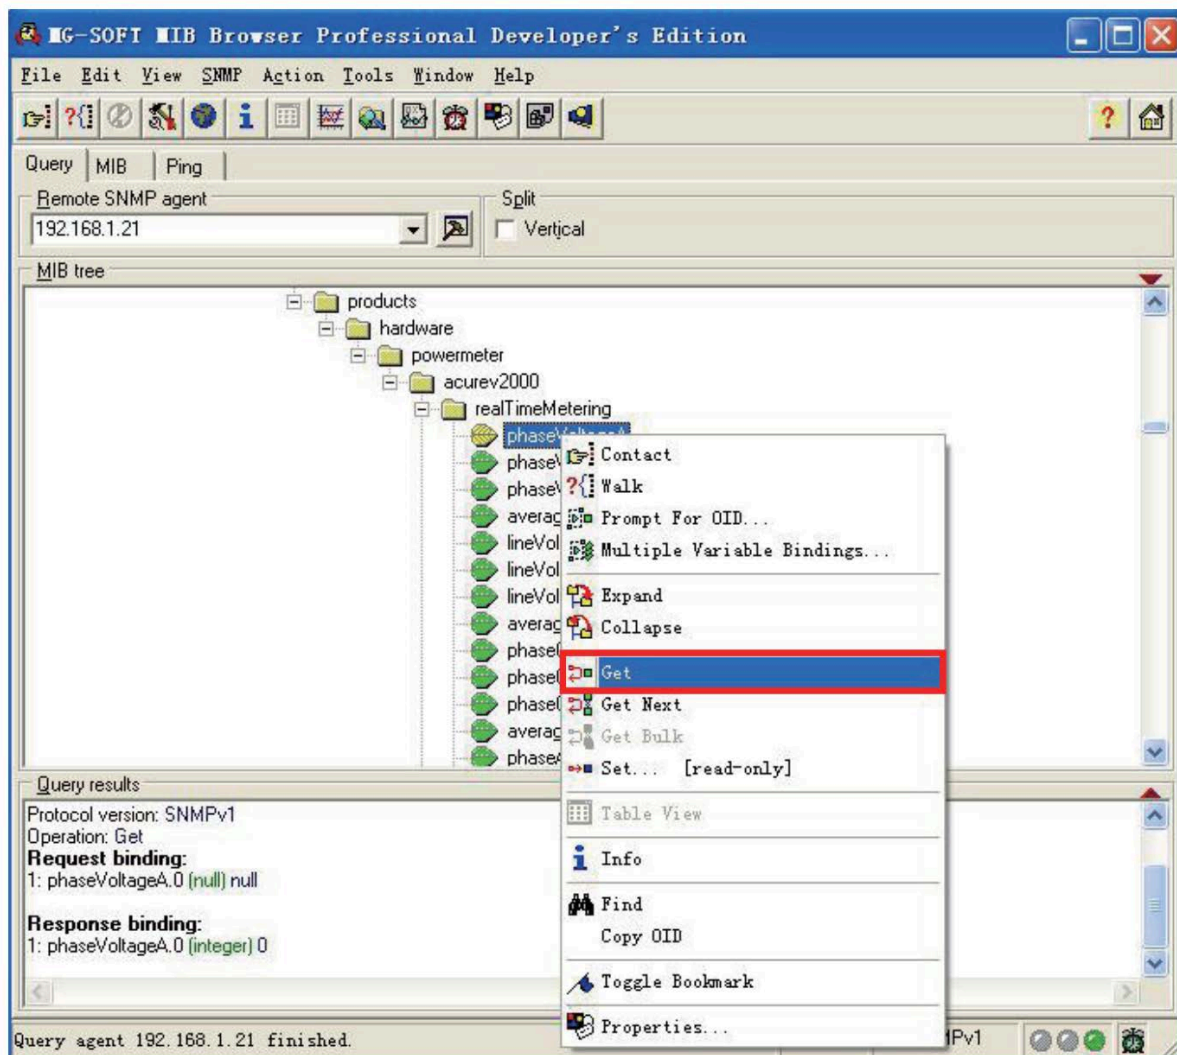 MG-SOFT MIB Browser Professional Developer's Edition
File Edit View SNMP Action Tools Window Help
Query MIB Ping
Remote SNMP agent
Split
192.168.1.21
Vertical
MIB tree
products
hardware
powermeter
acurev2000
realTimeMetering
phaseVoltageA
Contact
Walk
Prompt For OID...
Multiple Variable Bindings...
Expand
Collapse
Get
Get Next
Get Bulk
Set... [read-only]
Table View
Info
Find
Copy OID
Toggle Bookmark
Properties...
Query results
Protocol version: SNMPv1
Operation: Get
Request binding:
1: phaseVoltageA.0 (null) null
Response binding:
1: phaseVoltageA.0 (integer) 0
Query agent 192.168.1.21 finished.